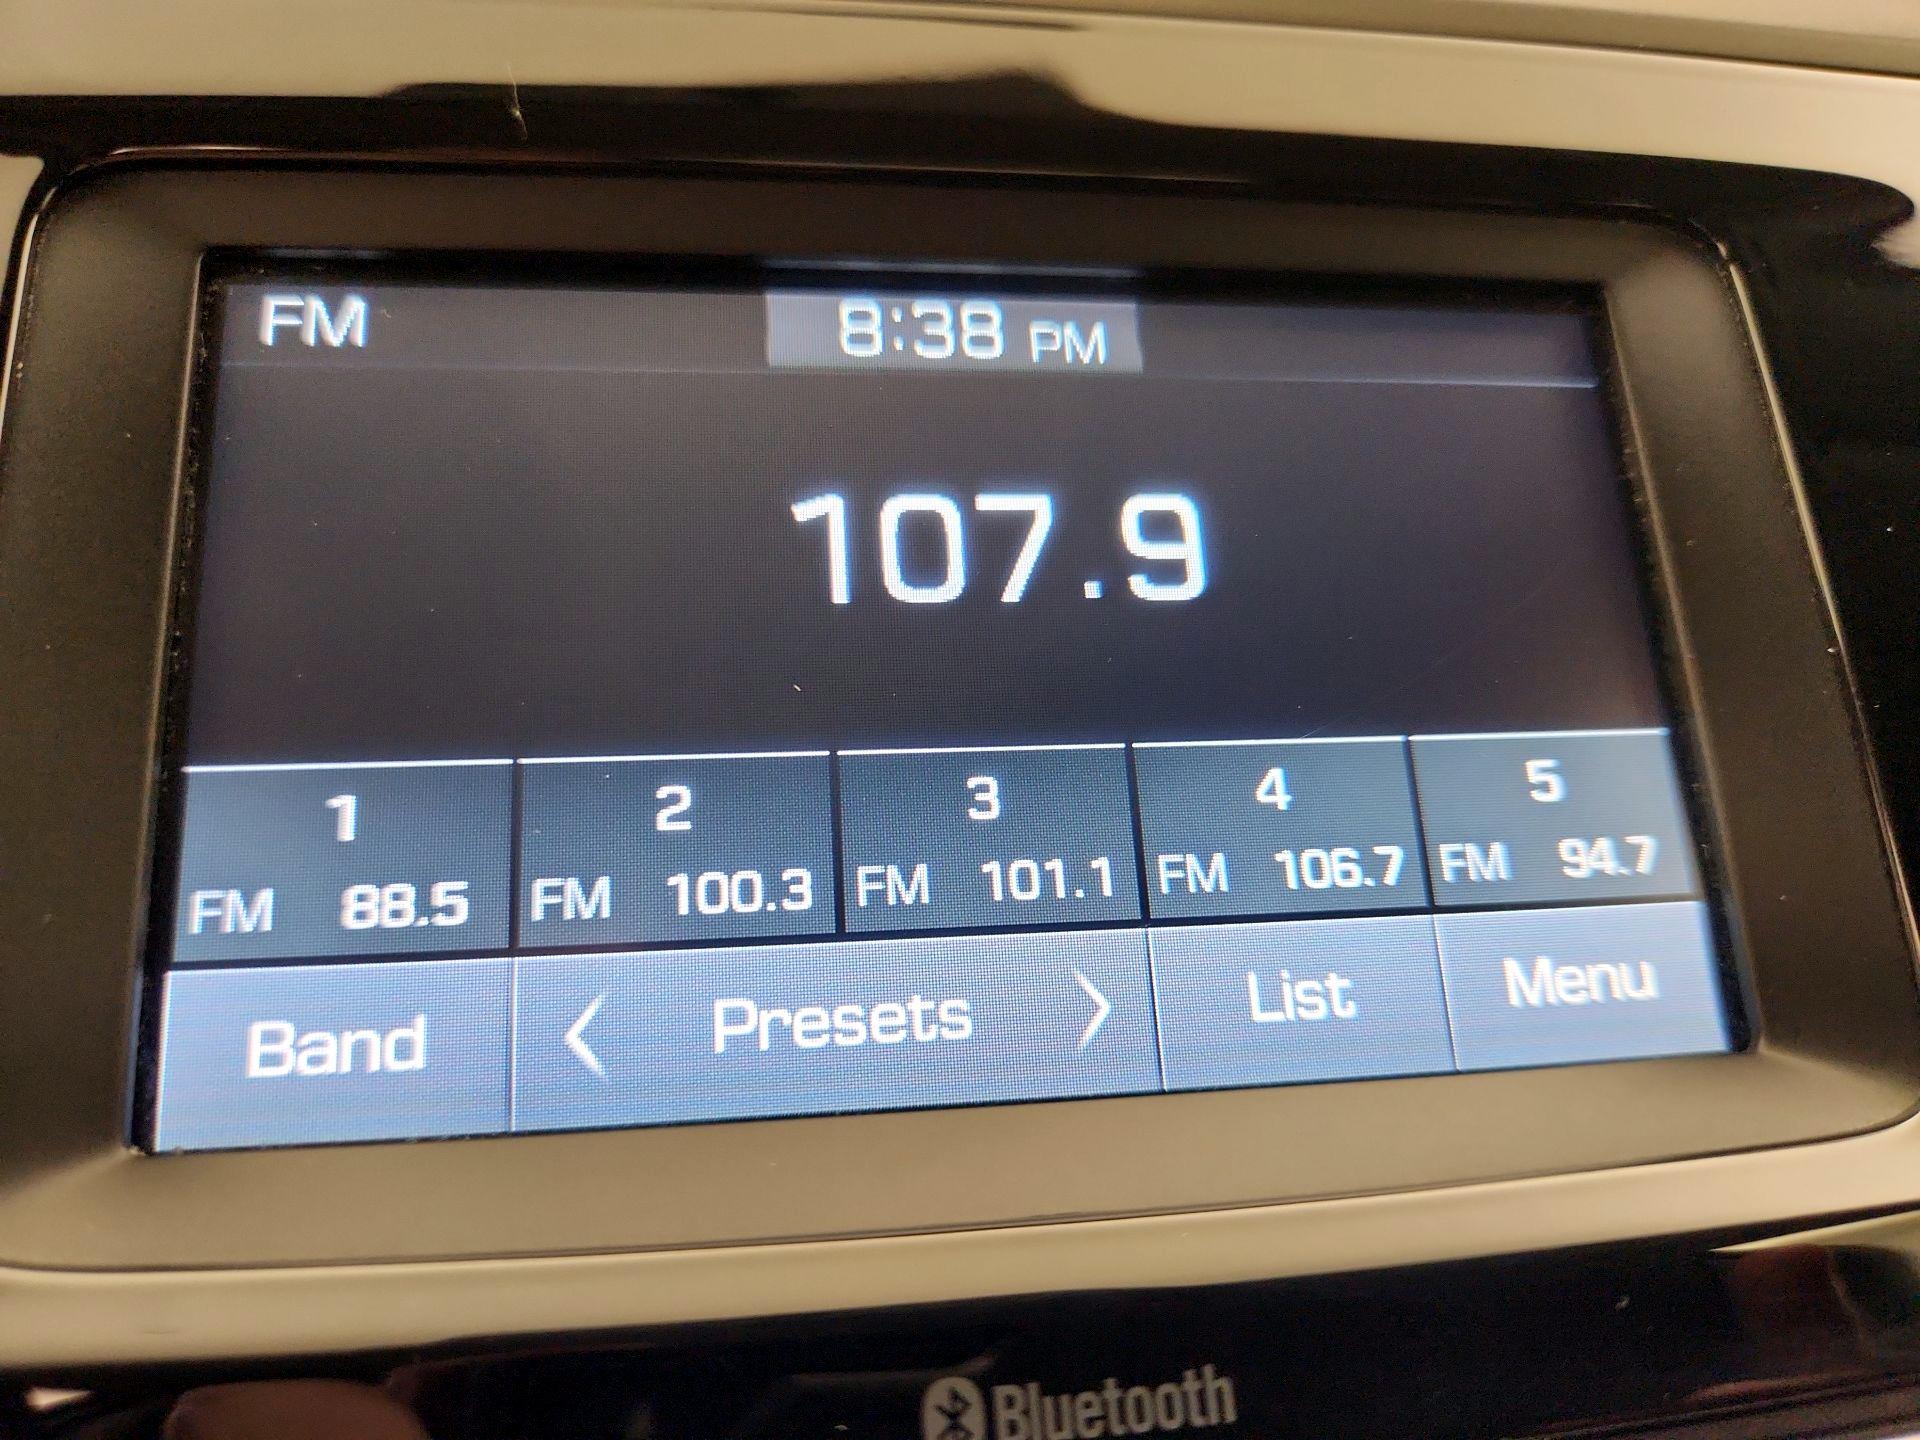 FM 8:38 PM
107.9
1 2 3 4 5
FM 88.5 FM 100.3 FM 101.1 FM 106.7 FM 94.7
Band < Presets > List Menu
Bluetooth